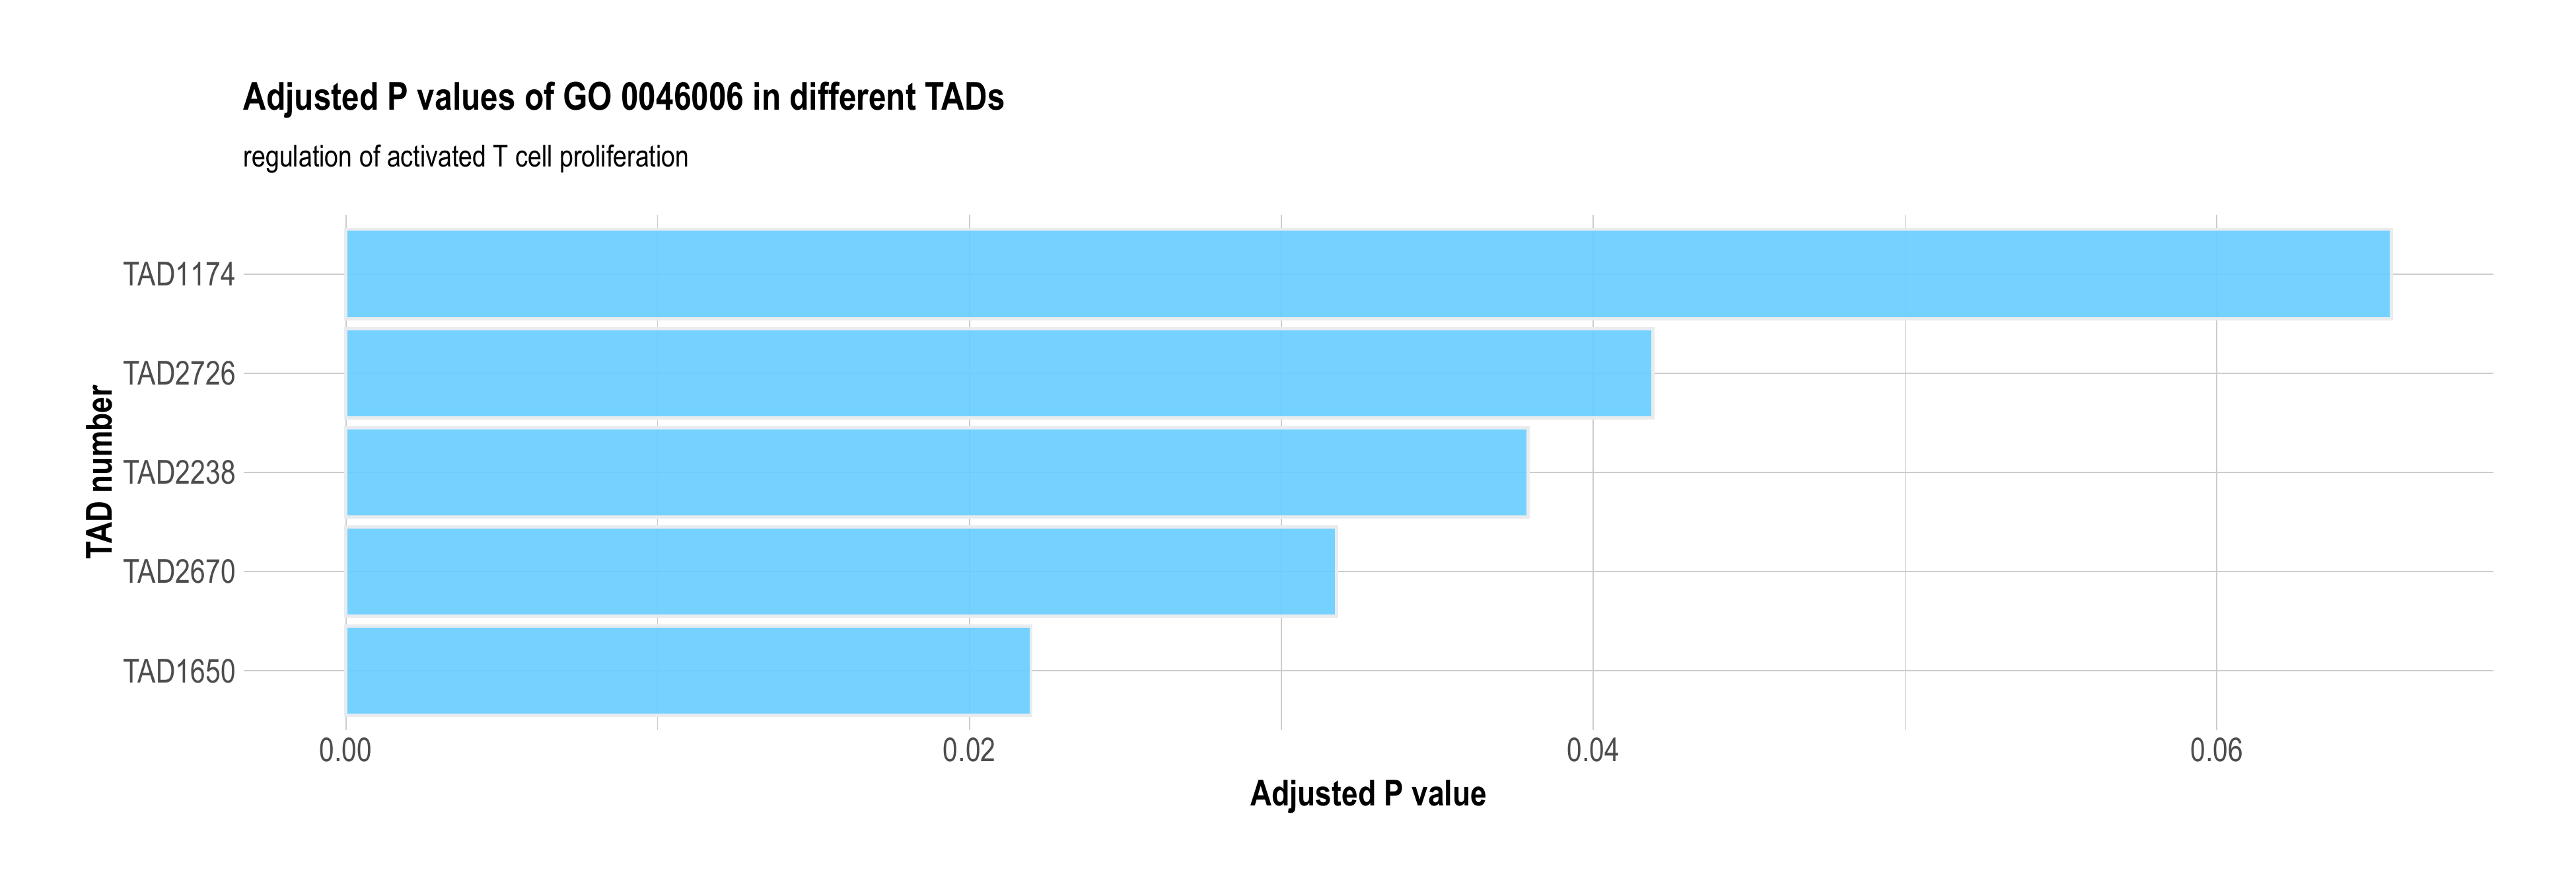 Adjusted P values of GO 0046006 in different TADs
regulation of activated T cell proliferation
TAD number
TAD1174
TAD2726
TAD2238
TAD2670
TAD1650
0.00 0.02 0.04 0.06
Adjusted P value